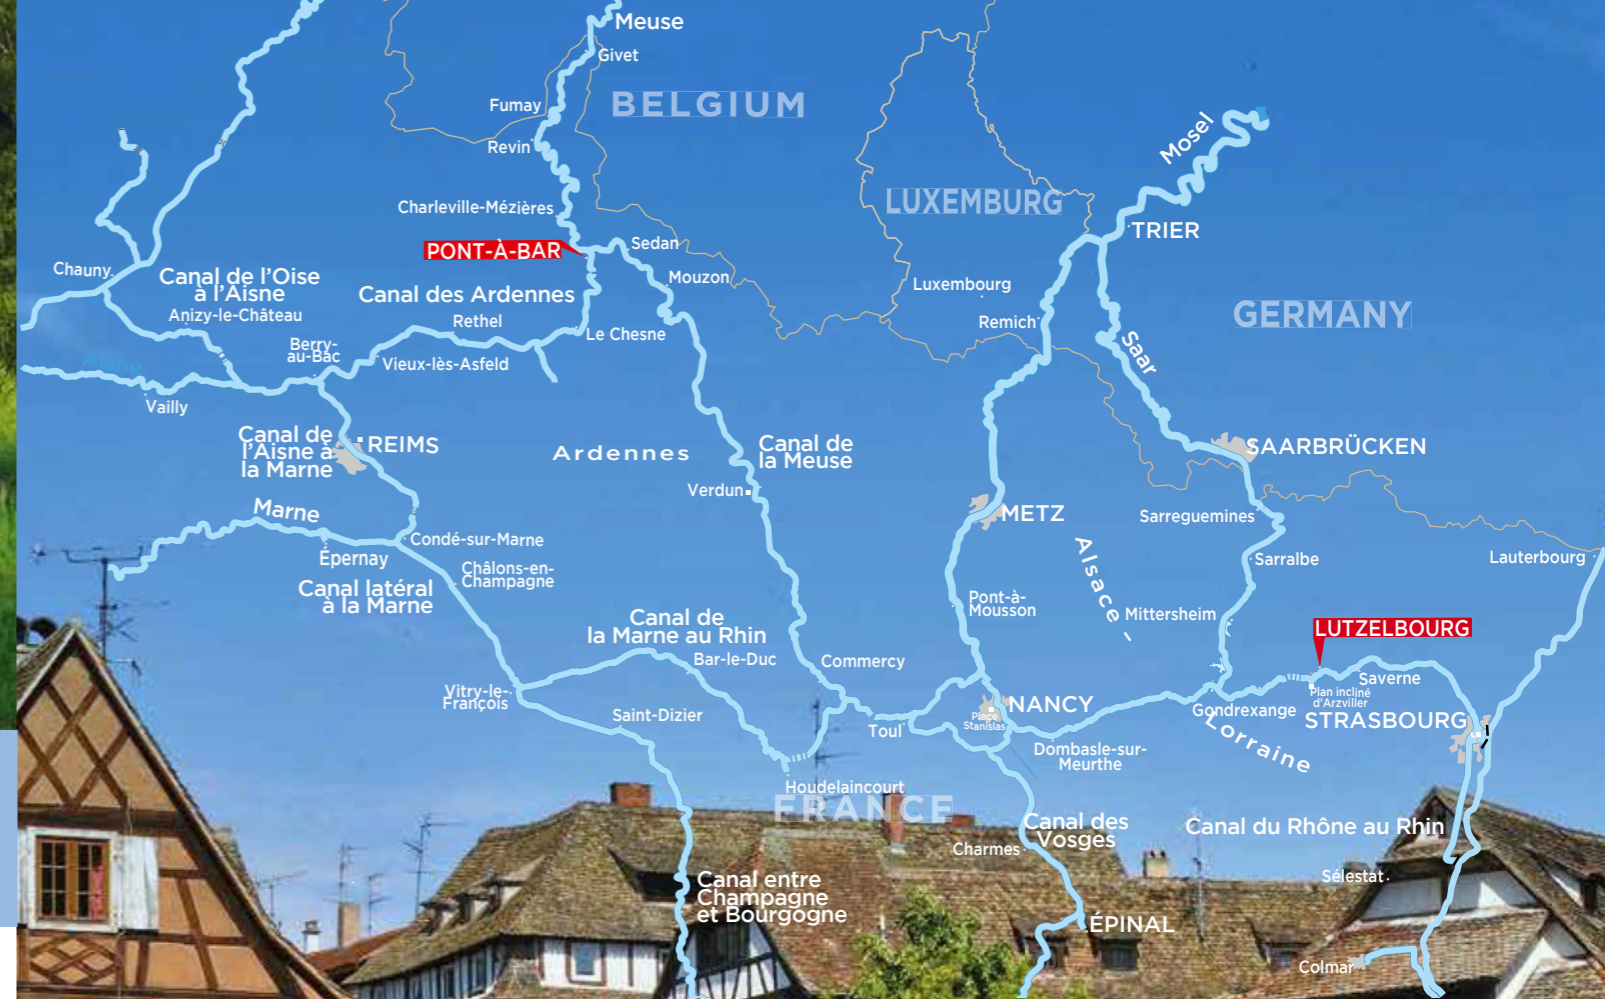 Meuse
Givet
BELGIUM
Fumay
Revin
Mosel
LUXEMBURG
Charleville-Mézières
TRIER
PONT-À-BAR
Sedan
Chauny
Canal de l'Oise
à l'Aisne
Mouzon
Luxembourg
Canal des Ardennes
Anizy-le-Château
Rethel
Remich
GERMANY
Le Chesne
Berry-
au-Bac
Saar
Aisne
Vieux-lès-Asfeld
Vailly
Canal de
l'Aisne à
la Marne
REIMS
Ardennes
Canal de
la Meuse
SAARBRÜCKEN
Verdun
Marne
METZ
Sarreguemines
Condé-sur-Marne
Épernay
Alsace –
Sarralbe
Lauterbourg
Châlons-en-
Champagne
Canal latéral
à la Marne
Pont-à-
Mousson
Mittersheim
Canal de
la Marne au Rhin
LUTZELBOURG
Bar-le-Duc
Commercy
Saverne
Vitry-le-
François
Plan incliné
d'Arzviller
NANCY
Place
Stanislas
Gondrexange
Saint-Dizier
STRASBOURG
Toul
Lorraine
Dombasle-sur-
Meurthe
Houdelaincourt
FRANCE
Canal des
Vosges
Canal du Rhône au Rhin
Charmes
Sélestat
Canal entre
Champagne
et Bourgogne
ÉPINAL
Colmar